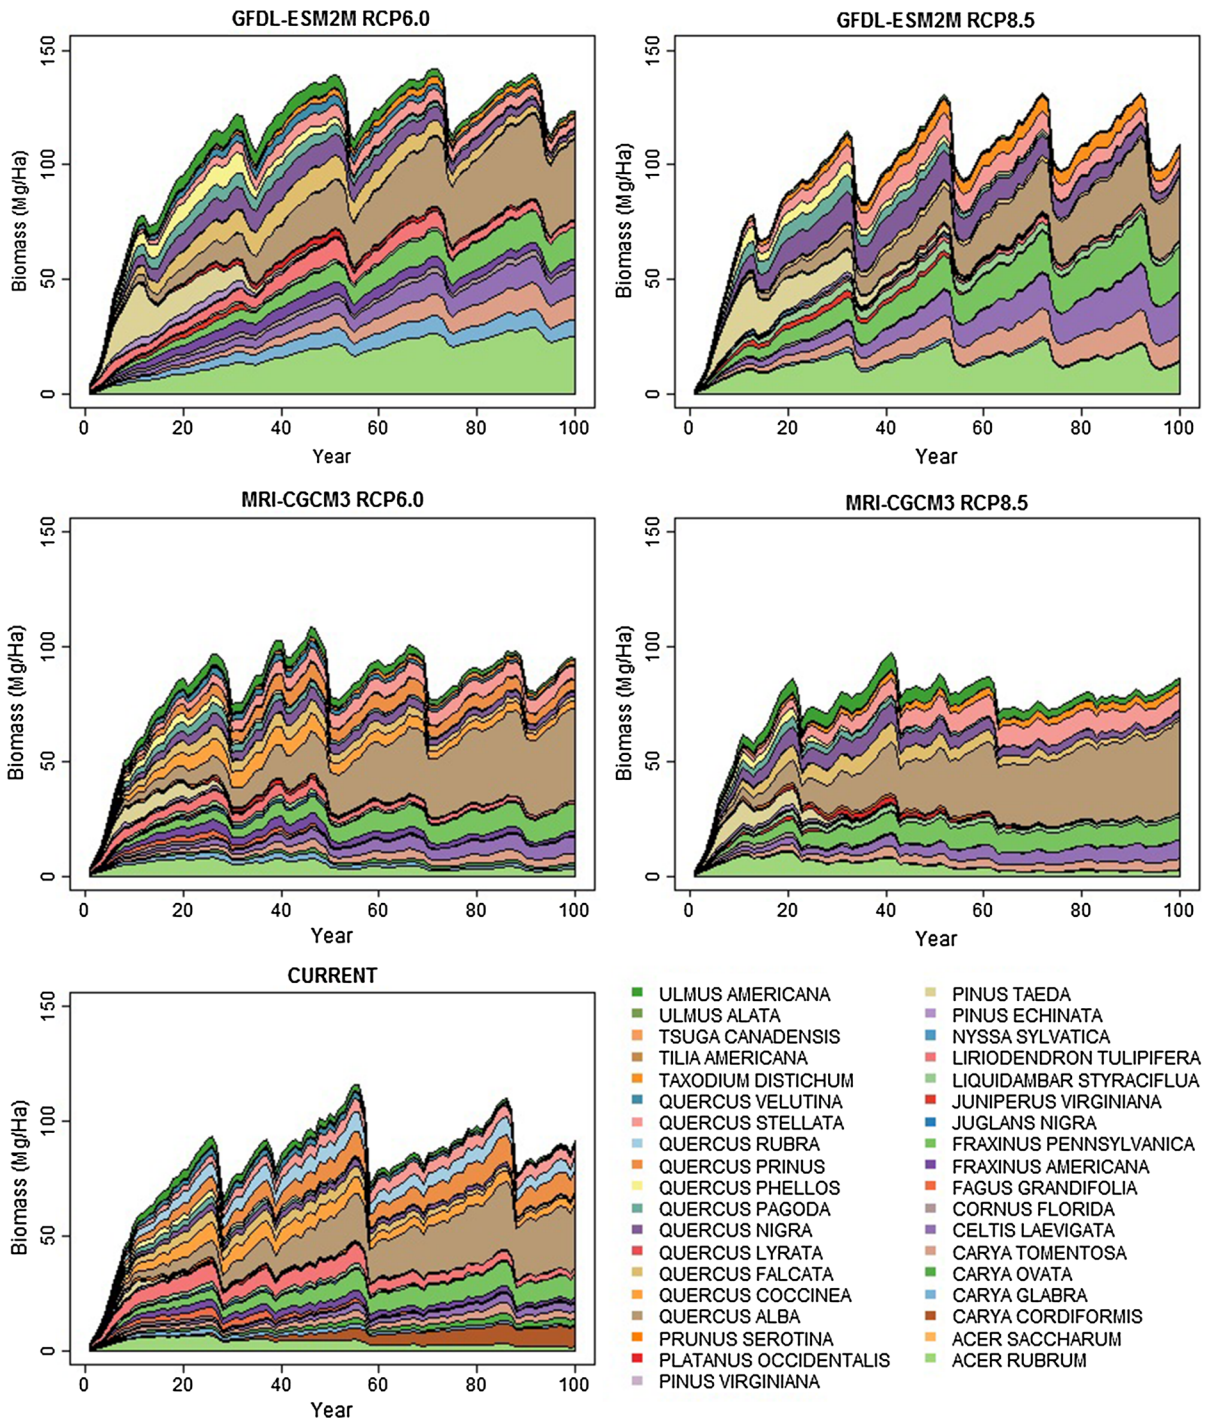 GFDL-ESM2M RCP6.0
Biomass (Mg/Ha)
0 50 100 150
0 20 40 60 80 100
Year
GFDL-ESM2M RCP8.5
Biomass (Mg/Ha)
0 50 100 150
0 20 40 60 80 100
Year
MRI-CGCM3 RCP6.0
Biomass (Mg/Ha)
0 50 100 150
0 20 40 60 80 100
Year
MRI-CGCM3 RCP8.5
Biomass (Mg/Ha)
0 50 100 150
0 20 40 60 80 100
Year
CURRENT
Biomass (Mg/Ha)
0 50 100 150
0 20 40 60 80 100
Year
ULMUS AMERICANA
ULMUS ALATA
TSUGA CANADENSIS
TILIA AMERICANA
TAXODIUM DISTICHUM
QUERCUS VELUTINA
QUERCUS STELLATA
QUERCUS RUBRA
QUERCUS PRINUS
QUERCUS PHELLOS
QUERCUS PAGODA
QUERCUS NIGRA
QUERCUS LYRATA
QUERCUS FALCATA
QUERCUS COCCINEA
QUERCUS ALBA
PRUNUS SEROTINA
PLATANUS OCCIDENTALIS
PINUS VIRGINIANA
PINUS TAEDA
PINUS ECHINATA
NYSSA SYLVATICA
LIRIODENDRON TULIPIFERA
LIQUIDAMBAR STYRACIFLUA
JUNIPERUS VIRGINIANA
JUGLANS NIGRA
FRAXINUS PENNSYLVANICA
FRAXINUS AMERICANA
FAGUS GRANDIFOLIA
CORNUS FLORIDA
CELTIS LAEVIGATA
CARYA TOMENTOSA
CARYA OVATA
CARYA GLABRA
CARYA CORDIFORMIS
ACER SACCHARUM
ACER RUBRUM